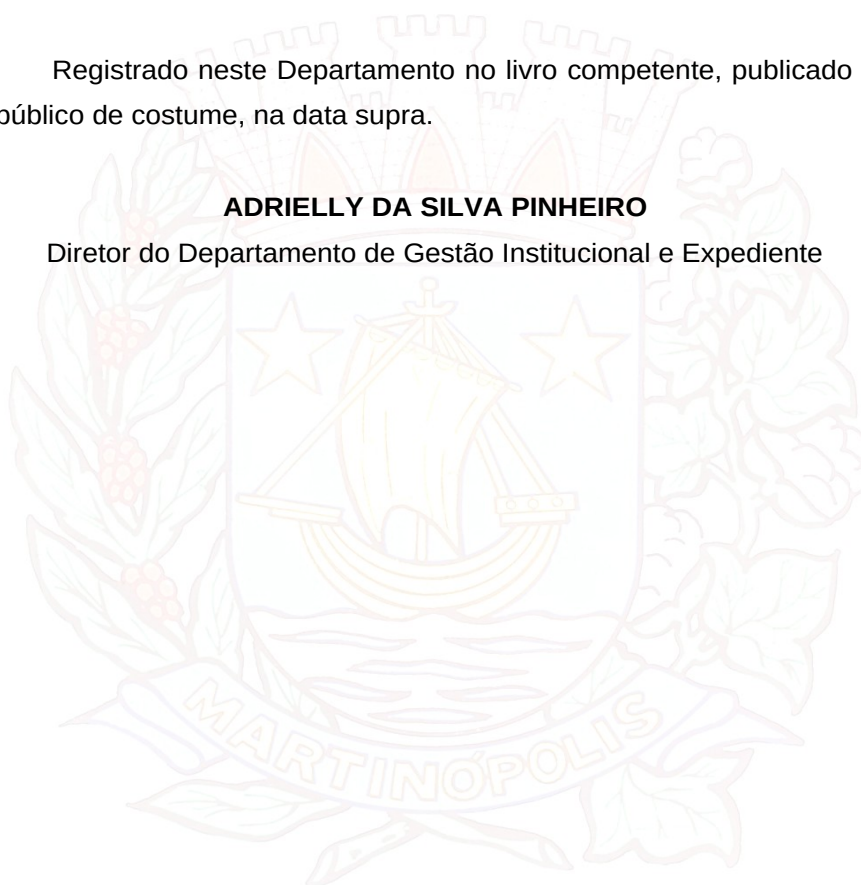 Registrado neste Departamento no livro competente, publicado
público de costume, na data supra.
ADRIELLY DA SILVA PINHEIRO
Diretor do Departamento de Gestão Institucional e Expediente
MARTINÓPOLIS